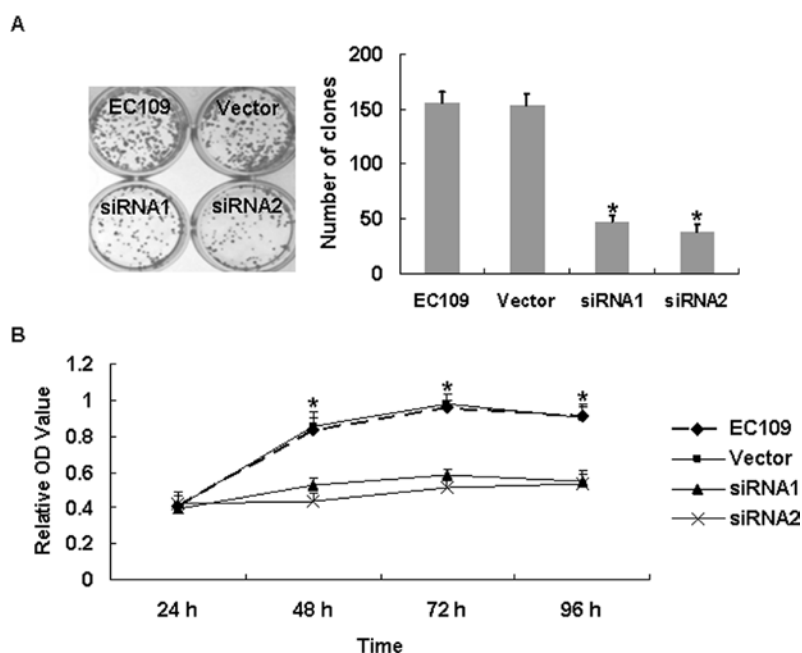 A
EC109
Vector
siRNA1
siRNA2
Number of clones
200
150
100
50
0
*
*
EC109
Vector
siRNA1
siRNA2
B
Relative OD Value
1.2
1
0.8
0.6
0.4
0.2
0
*
*
*
24 h
48 h
72 h
96 h
Time
EC109
Vector
siRNA1
siRNA2